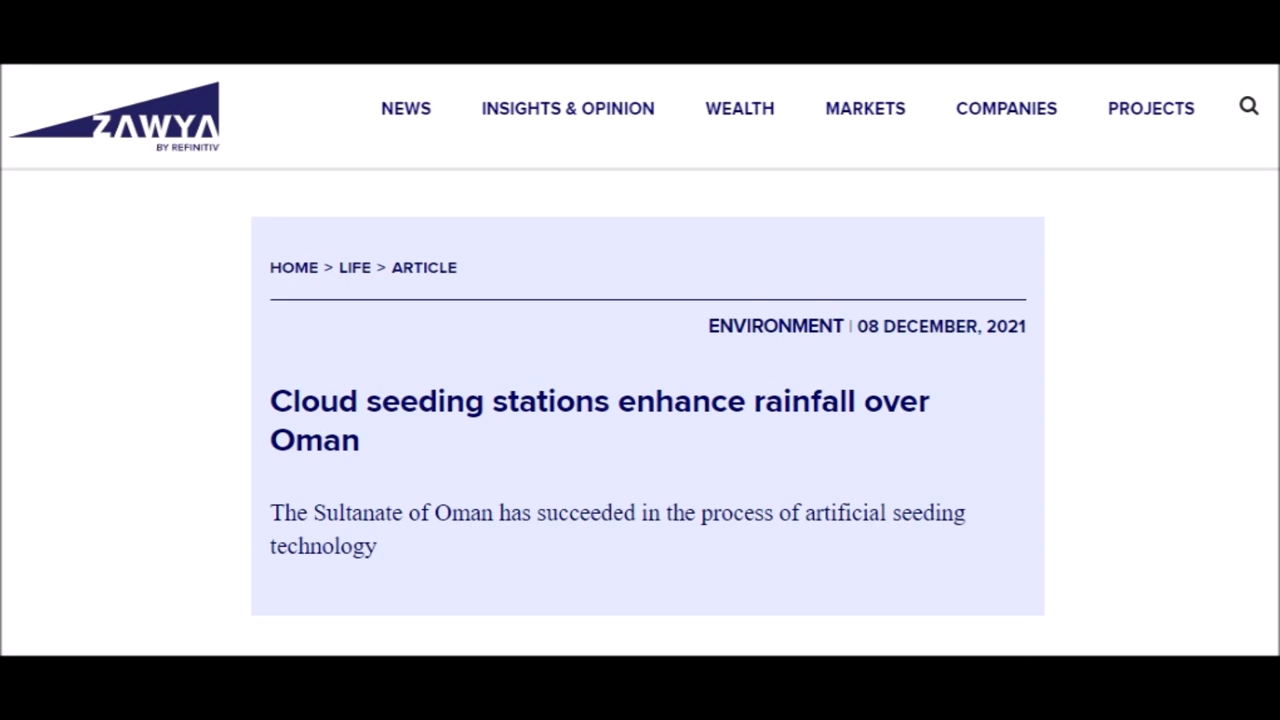 ZAWYA
BY REFINITIV
NEWS INSIGHTS & OPINION WEALTH MARKETS COMPANIES PROJECTS
HOME > LIFE > ARTICLE
ENVIRONMENT | 08 DECEMBER, 2021
Cloud seeding stations enhance rainfall over
Oman
The Sultanate of Oman has succeeded in the process of artificial seeding
technology